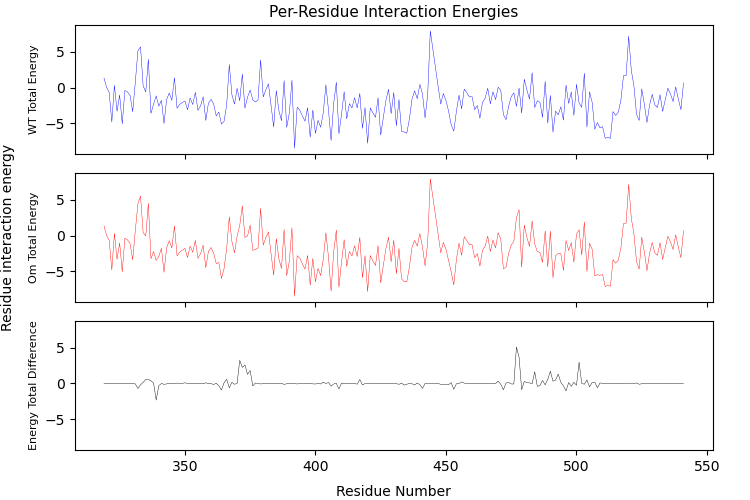 Per-Residue Interaction Energies
WT Total Energy
5
0
−5
Residue interaction energy
Om Total Energy
5
0
−5
Energy Total Difference
5
0
−5
350 400 450 500 550
Residue Number